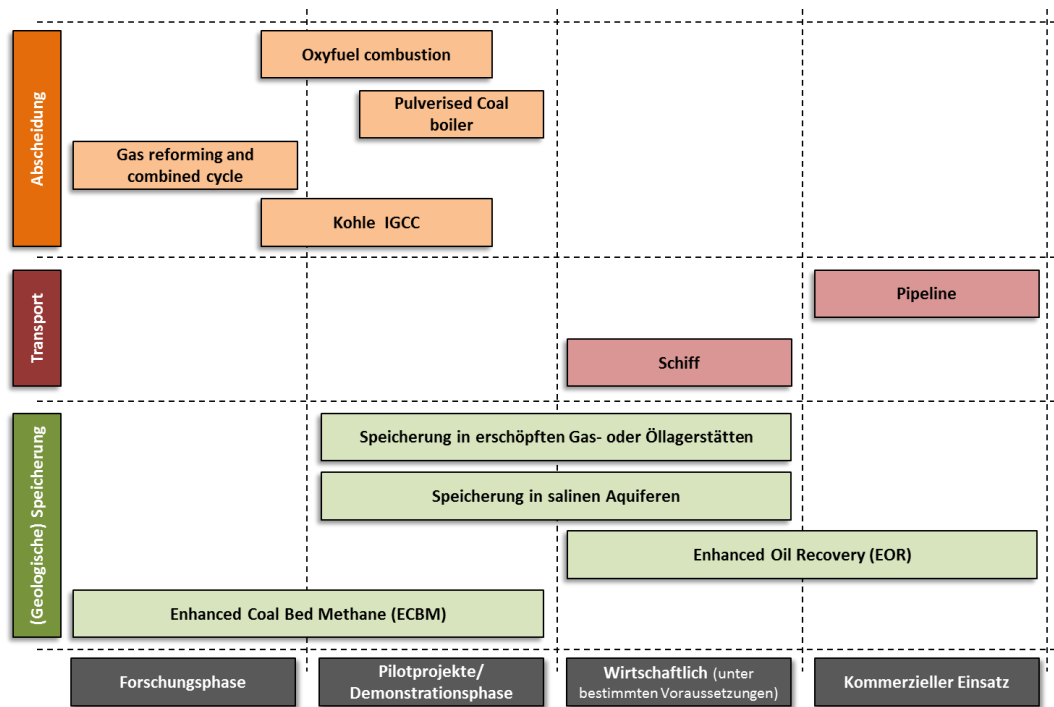 Abscheidung
Oxyfuel combustion
Pulverised Coal
boiler
Gas reforming and
combined cycle
Kohle IGCC
Transport
Pipeline
Schiff
(Geologische) Speicherung
Speicherung in erschöpften Gas- oder Öllagerstätten
Speicherung in salinen Aquiferen
Enhanced Oil Recovery (EOR)
Enhanced Coal Bed Methane (ECBM)
Forschungsphase
Pilotprojekte/
Demonstrationsphase
Wirtschaftlich (unter
bestimmten Voraussetzungen)
Kommerzieller Einsatz